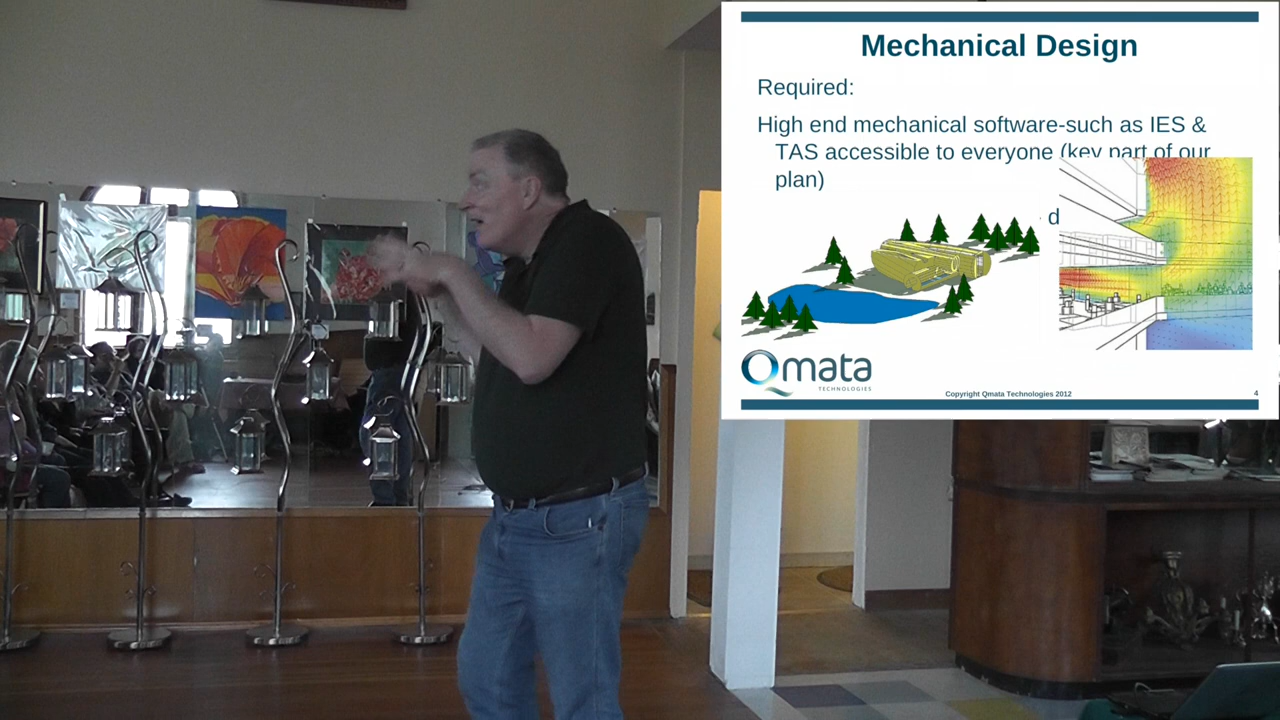 Mechanical Design
Required:
High end mechanical software-such as IES &
TAS accessible to everyone (key part of our
plan)
d
Qmata
TECHNOLOGIES
Copyright Qmata Technologies 2012
4